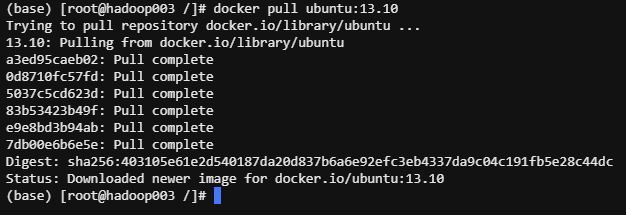 (base) [root@hadoop003 /]# docker pull ubuntu:13.10
Trying to pull repository docker.io/library/ubuntu ...
13.10: Pulling from docker.io/library/ubuntu
a3ed95caeb02: Pull complete
0d8710fc57fd: Pull complete
5037c5cd623d: Pull complete
83b53423b49f: Pull complete
e9e8bd3b94ab: Pull complete
7db00e6b6e5e: Pull complete
Digest: sha256:403105e61e2d540187da20d837b6a6e92efc3eb4337da9c04c191fb5e28c44dc
Status: Downloaded newer image for docker.io/ubuntu:13.10
(base) [root@hadoop003 /]#